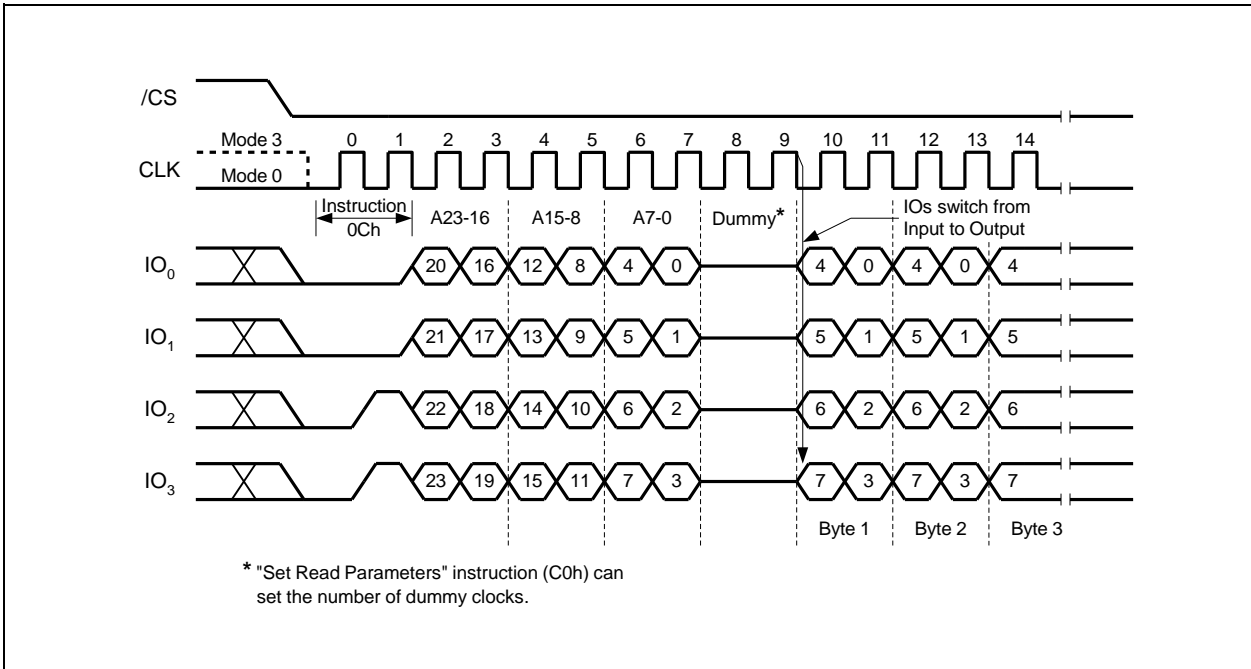 /CS
Mode 3 0 1 2 3 4 5 6 7 8 9 10 11 12 13 14
CLK
Mode 0
Instruction
0Ch
A23-16 A15-8 A7-0 Dummy*
IOs switch from
Input to Output
IO0 20 16 12 8 4 0 4 0 4 0 4
IO1 21 17 13 9 5 1 5 1 5 1 5
IO2 22 18 14 10 6 2 6 2 6 2 6
IO3 23 19 15 11 7 3 7 3 7 3 7
Byte 1 Byte 2 Byte 3
* "Set Read Parameters" instruction (C0h) can
set the number of dummy clocks.